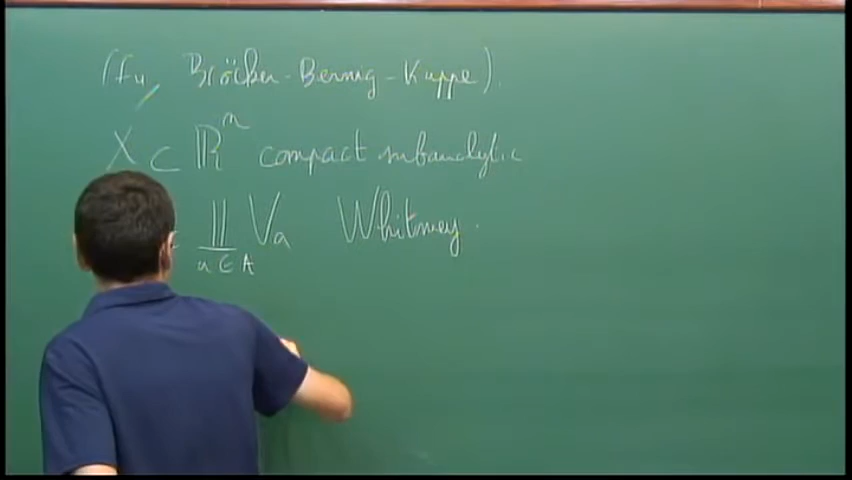 (Fu, Bröcker-Bernig-Kuppe).
X ⊂ ℝⁿ compact subanalytic
∐ Vₐ Whitney.
a ∈ A